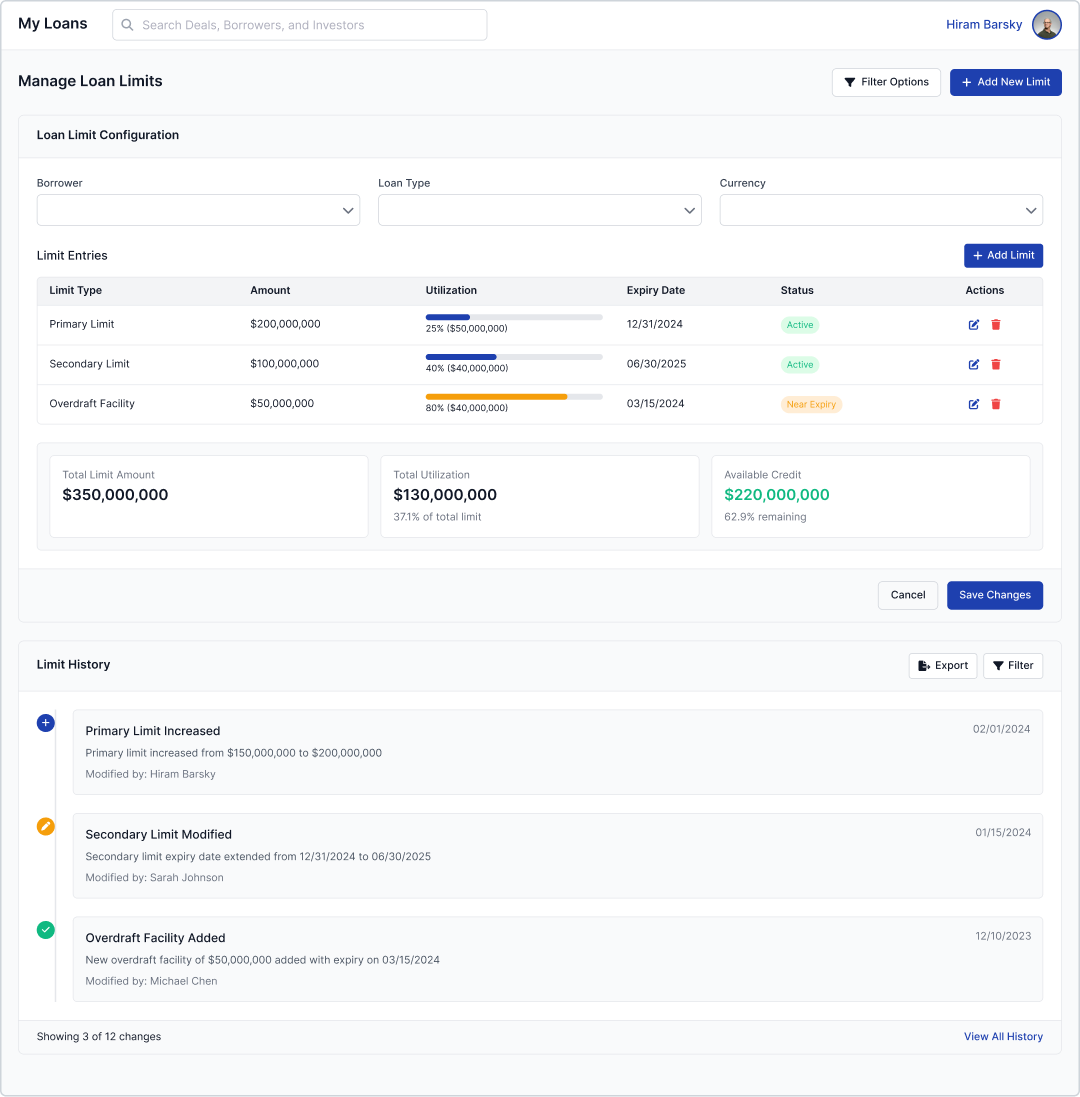 My Loans
Search Deals, Borrowers, and Investors
Hiram Barsky
Manage Loan Limits
Filter Options
Add New Limit
Loan Limit Configuration
Borrower
Loan Type
Currency
Limit Entries
Add Limit
Limit Type Amount Utilization Expiry Date Status Actions
Primary Limit $200,000,000 25% ($50,000,000) 12/31/2024 Active
Secondary Limit $100,000,000 40% ($40,000,000) 06/30/2025 Active
Overdraft Facility $50,000,000 80% ($40,000,000) 03/15/2024 Near Expiry
Total Limit Amount
$350,000,000
Total Utilization
$130,000,000
37.1% of total limit
Available Credit
$220,000,000
62.9% remaining
Cancel
Save Changes
Limit History
Export
Filter
Primary Limit Increased
02/01/2024
Primary limit increased from $150,000,000 to $200,000,000
Modified by: Hiram Barsky
Secondary Limit Modified
01/15/2024
Secondary limit expiry date extended from 12/31/2024 to 06/30/2025
Modified by: Sarah Johnson
Overdraft Facility Added
12/10/2023
New overdraft facility of $50,000,000 added with expiry on 03/15/2024
Modified by: Michael Chen
Showing 3 of 12 changes
View All History